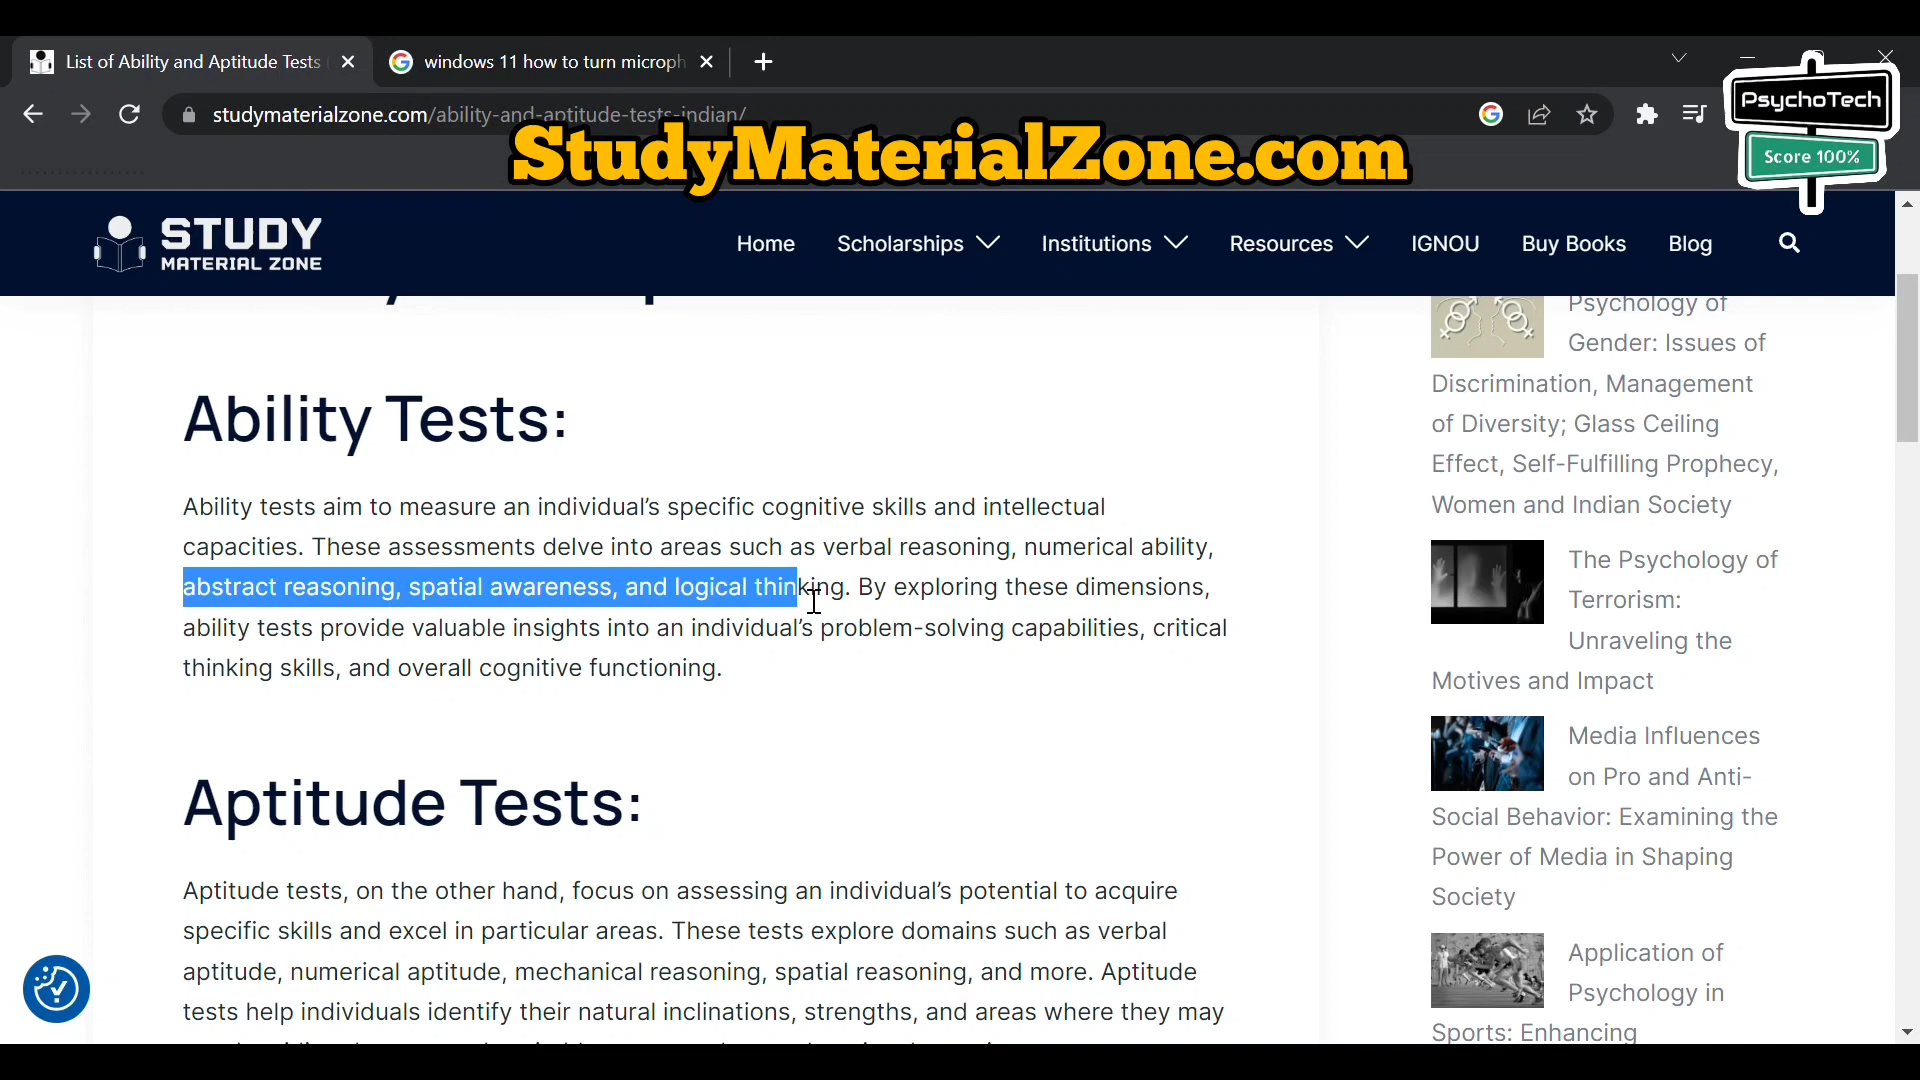 List of Ability and Aptitude Tests
windows 11 how to turn microph
studymaterialzone.com/ability-and-aptitude-tests-indian/
StudyMaterialZone.com
PsychoTech
Score 100%
STUDY
MATERIAL ZONE
Home
Scholarships
Institutions
Resources
IGNOU
Buy Books
Blog
Ability Tests:
Ability tests aim to measure an individual’s specific cognitive skills and intellectual
capacities. These assessments delve into areas such as verbal reasoning, numerical ability,
abstract reasoning, spatial awareness, and logical thinking. By exploring these dimensions,
ability tests provide valuable insights into an individual’s problem-solving capabilities, critical
thinking skills, and overall cognitive functioning.
Aptitude Tests:
Aptitude tests, on the other hand, focus on assessing an individual’s potential to acquire
specific skills and excel in particular areas. These tests explore domains such as verbal
aptitude, numerical aptitude, mechanical reasoning, spatial reasoning, and more. Aptitude
tests help individuals identify their natural inclinations, strengths, and areas where they may
Psychology of
Gender: Issues of
Discrimination, Management
of Diversity; Glass Ceiling
Effect, Self-Fulfilling Prophecy,
Women and Indian Society
The Psychology of
Terrorism:
Unraveling the
Motives and Impact
Media Influences
on Pro and Anti-
Social Behavior: Examining the
Power of Media in Shaping
Society
Application of
Psychology in
Sports: Enhancing